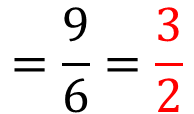 = 9/6 = 3/2